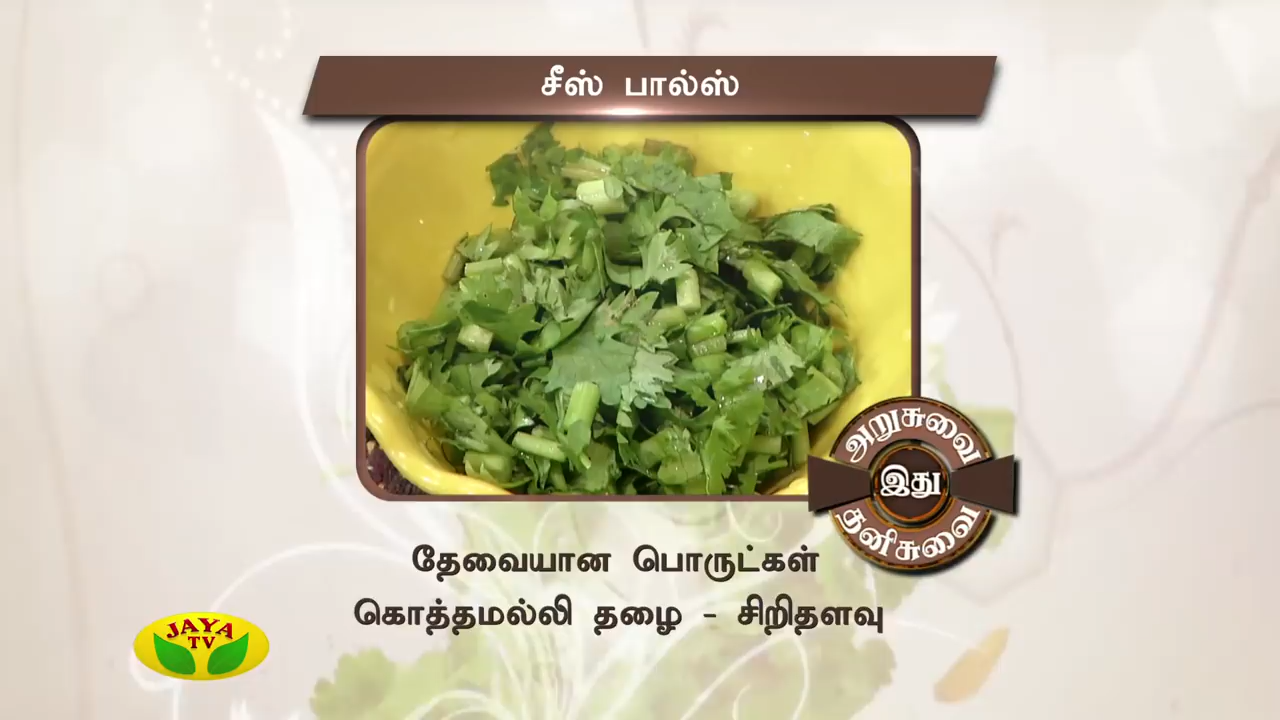 சீஸ் பால்ஸ்
அறுசுவை
இது
தனிசுவை
தேவையான பொருட்கள்
கொத்தமல்லி தழை - சிறிதளவு
JAYA
TV